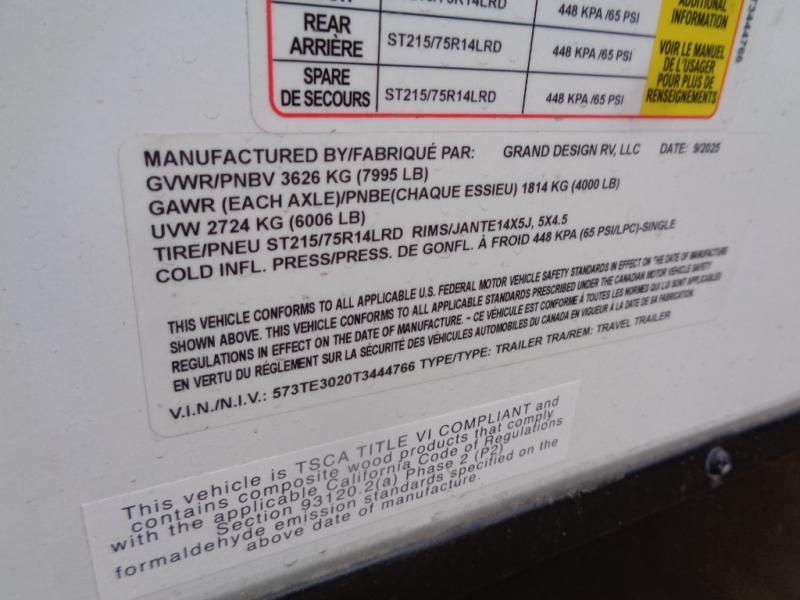 448 KPA /65 PSI
ADDITIONAL
INFORMATION
REAR
ARRIÈRE
ST215/75R14LRD
448 KPA /65 PSI
VOIR LE MANUEL
DE L'USAGER
POUR PLUS DE
RENSEIGNEMENTS
SPARE
DE SECOURS
ST215/75R14LRD
448 KPA /65 PSI
T3444766
MANUFACTURED BY/FABRIQUÉ PAR: GRAND DESIGN RV, LLC DATE: 9/2025
GVWR/PNBV 3626 KG (7995 LB)
GAWR (EACH AXLE)/PNBE(CHAQUE ESSIEU) 1814 KG (4000 LB)
UVW 2724 KG (6006 LB)
TIRE/PNEU ST215/75R14LRD RIMS/JANTE14X5J, 5X4.5
COLD INFL. PRESS/PRESS. DE GONFL. À FROID 448 KPA (65 PSI/LPC)-SINGLE
THIS VEHICLE CONFORMS TO ALL APPLICABLE U.S. FEDERAL MOTOR VEHICLE SAFETY STANDARDS IN EFFECT ON THE DATE OF MANUFACTURE
SHOWN ABOVE. THIS VEHICLE CONFORMS TO ALL APPLICABLE STANDARDS PRESCRIBED UNDER THE CANADIAN MOTOR VEHICLE SAFETY
REGULATIONS IN EFFECT ON THE DATE OF MANUFACTURE. - CE VÉHICULE EST CONFORME À TOUTES LES NORMES QUI LUI SONT APPLICABLES
EN VERTU DU RÉGLEMENT SUR LA SÉCURITÉ DES VÉHICULES AUTOMOBILES DU CANADA EN VIGUEUR À LA DATE DE SA FABRICATION.
V.I.N./N.I.V.: 573TE3020T3444766 TYPE/TYPE: TRAILER TRA/REM: TRAVEL TRAILER
This vehicle is TSCA TITLE VI COMPLIANT and
contains composite wood products that comply
with the applicable California Code of Regulations
Section 93120.2(a) Phase 2 (P2)
formaldehyde emission standards specified on the
above date of manufacture.